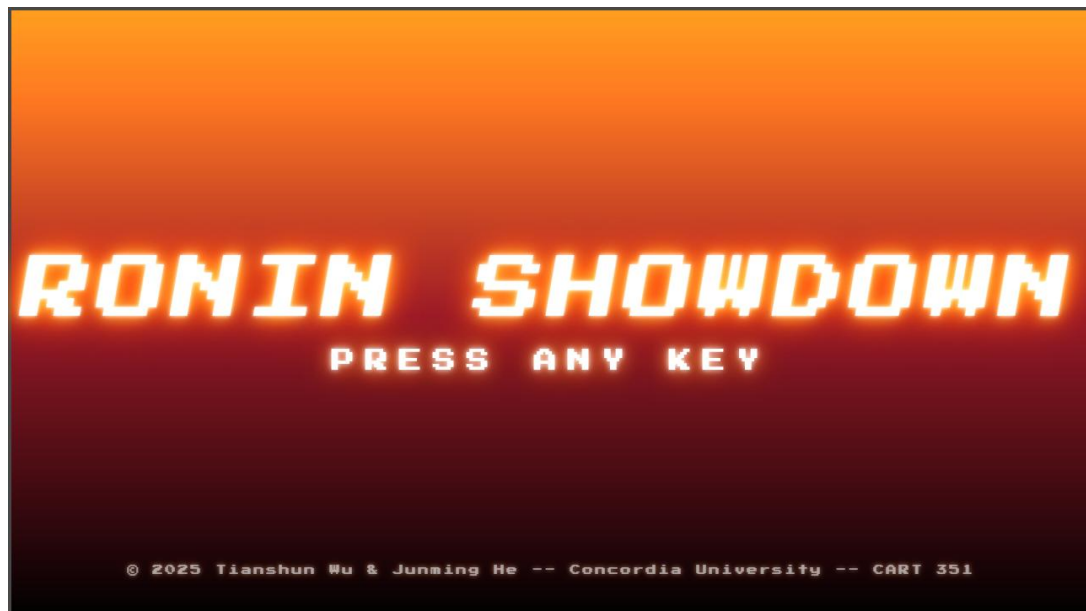 RONIN SHOWDOWN
PRESS ANY KEY
© 2025 Tianshun Wu & Junming He -- Concordia University -- CART 351